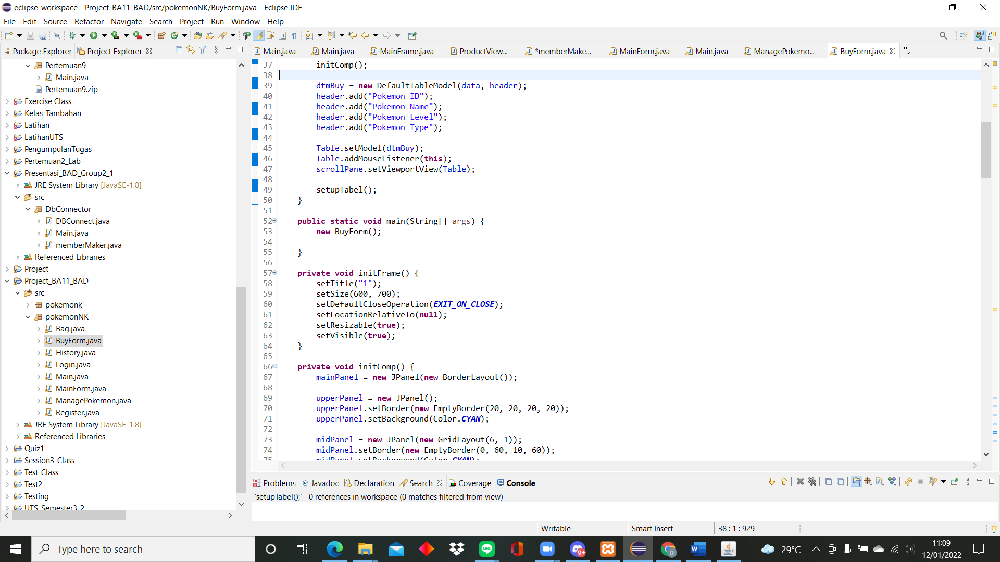 eclipse-workspace - Project_BA11_BAD/src/pokemonNK/BuyForm.java - Eclipse IDE
File Edit Source Refactor Navigate Search Project Run Window Help
Package Explorer Project Explorer
Main.java Main.java MainFrame.java ProductView... *memberMake... MainForm.java Main.java ManagePokemo... BuyForm.java »5
Pertemuan9
Main.java
Pertemuan9.zip
Exercise Class
Kelas_Tambahan
Latihan
LatihanUTS
PengumpulanTugas
Pertemuan2_Lab
Presentasi_BAD_Group2_1
JRE System Library [JavaSE-1.8]
src
DbConnector
DBConnect.java
Main.java
memberMaker.java
Referenced Libraries
Project
Project_BA11_BAD
src
pokemonk
pokemonNK
Bag.java
BuyForm.java
History.java
Login.java
Main.java
MainForm.java
ManagePokemon.java
Register.java
JRE System Library [JavaSE-1.8]
Referenced Libraries
Quiz1
Session3_Class
Test_Class
Test2
Testing
UTS_Semester3_2
37 initComp();
38
39 dtmBuy = new DefaultTableModel(data, header);
40 header.add("Pokemon ID");
41 header.add("Pokemon Name");
42 header.add("Pokemon Level");
43 header.add("Pokemon Type");
44
45 Table.setModel(dtmBuy);
46 Table.addMouseListener(this);
47 scrollPane.setViewportView(Table);
48
49 setupTabel();
50 }
51
52 public static void main(String[] args) {
53 new BuyForm();
54
55 }
56
57 private void initFrame() {
58 setTitle("1");
59 setSize(600, 700);
60 setDefaultCloseOperation(EXIT_ON_CLOSE);
61 setLocationRelativeTo(null);
62 setResizable(true);
63 setVisible(true);
64 }
65
66 private void initComp() {
67 mainPanel = new JPanel(new BorderLayout());
68
69 upperPanel = new JPanel();
70 upperPanel.setBorder(new EmptyBorder(20, 20, 20, 20));
71 upperPanel.setBackground(Color.CYAN);
72
73 midPanel = new JPanel(new GridLayout(6, 1));
74 midPanel.setBorder(new EmptyBorder(0, 60, 10, 60));
75 midPanel.setBackground(Color.CYAN);
Problems @ Javadoc Declaration Search Coverage Console
'setupTabel();' - 0 references in workspace (0 matches filtered from view)
Writable Smart Insert 38 : 1 : 929
Type here to search
LINE
9+
D
W
29°C
11:09
12/01/2022